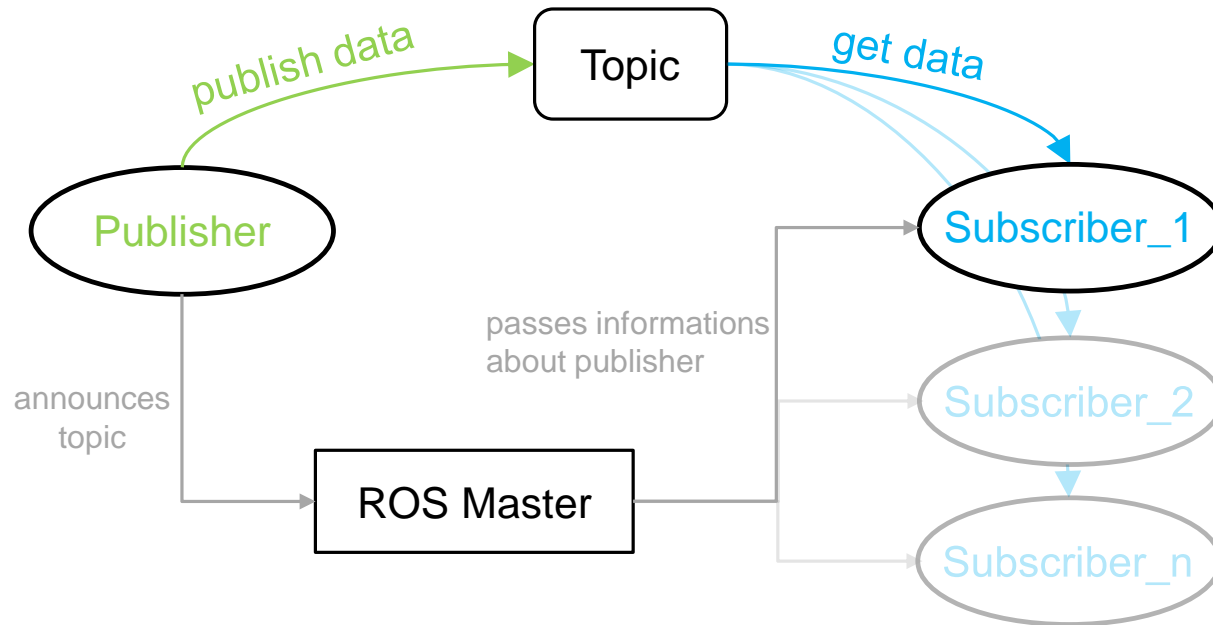 publish data
Topic
get data
Publisher
Subscriber_1
passes informations
about publisher
announces
topic
Subscriber_2
ROS Master
Subscriber_n